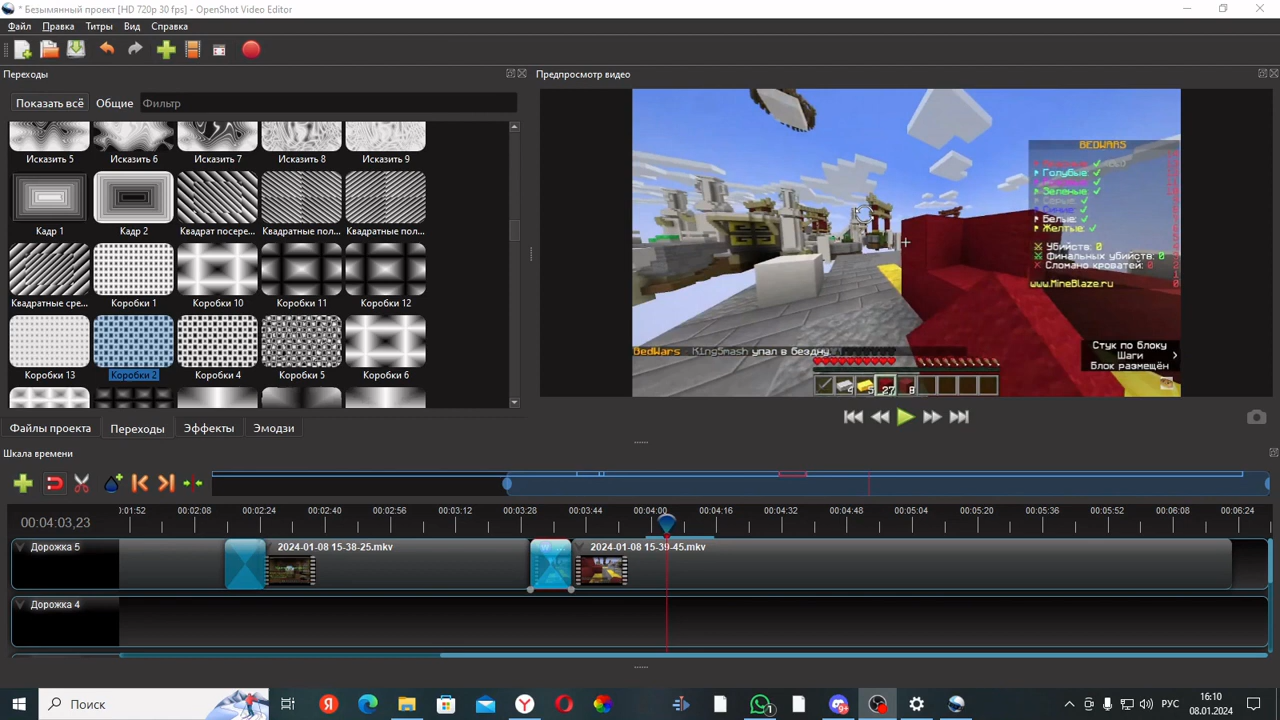 * Безымянный проект [HD 720p 30 fps] - OpenShot Video Editor
Файл Правка Титры Вид Справка
Переходы
Предпросмотр видео
Показать всё Общие Фильтр
Исказить 5 Исказить 6 Исказить 7 Исказить 8 Исказить 9
Кадр 1 Кадр 2 Квадрат посере... Квадратные пол... Квадратные пол...
Квадратные сре... Коробки 1 Коробки 10 Коробки 11 Коробки 12
Коробки 13 Коробки 2 Коробки 4 Коробки 5 Коробки 6
BEDWARS
Голубые: ✓
Зеленые: ✓
Серые: ✓
Синие: ✓
Белые: ✓
Желтые: ✓
Убийств: 0
Финальных убийств: 0
Сломано кроватей: 0
www.MineBlaze.ru
BedWars KingSmash упал в бездну
Стук по блоку
Шаги
Блок размещён
4 5 27 8
Файлы проекта Переходы Эффекты Эмодзи
Шкала времени
00:04:03,23
):01:52 00:02:08 00:02:24 00:02:40 00:02:56 00:03:12 00:03:28 00:03:44 00:04:00 00:04:16 00:04:32 00:04:48 00:05:04 00:05:20 00:05:36 00:05:52 00:06:08 00:06:24
Дорожка 5
2024-01-08 15-38-25.mkv
2024-01-08 15-39-45.mkv
Дорожка 4
Поиск
РУС
16:10
08.01.2024